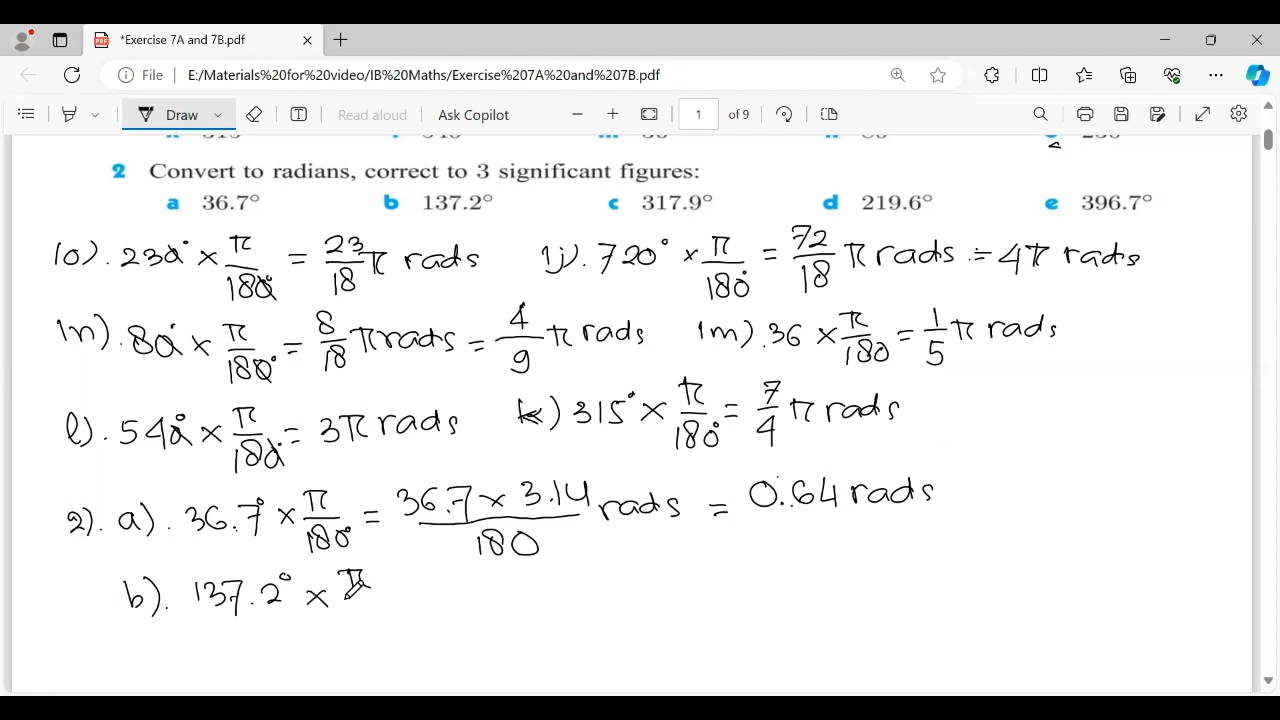 *Exercise 7A and 7B.pdf
File E:/Materials%20for%20video/IB%20Maths/Exercise%207A%20and%207B.pdf
Draw Read aloud Ask Copilot 1 of 9
2 Convert to radians, correct to 3 significant figures:
a 36.7° b 137.2° c 317.9° d 219.6° e 396.7°
1o). 230° × π/180° = 23/18 π rads 1j). 720° × π/180° = 72/18 π rads = 4π rads
1n). 80° × π/180° = 8/18 π rads = 4/9 π rads 1m). 36 × π/180 = 1/5 π rads
l). 540° × π/180° = 3π rads k) 315° × π/180° = 7/4 π rads
2). a). 36.7° × π/180° = 36.7 × 3.14/180 rads = 0.64 rads
b). 137.2° × π